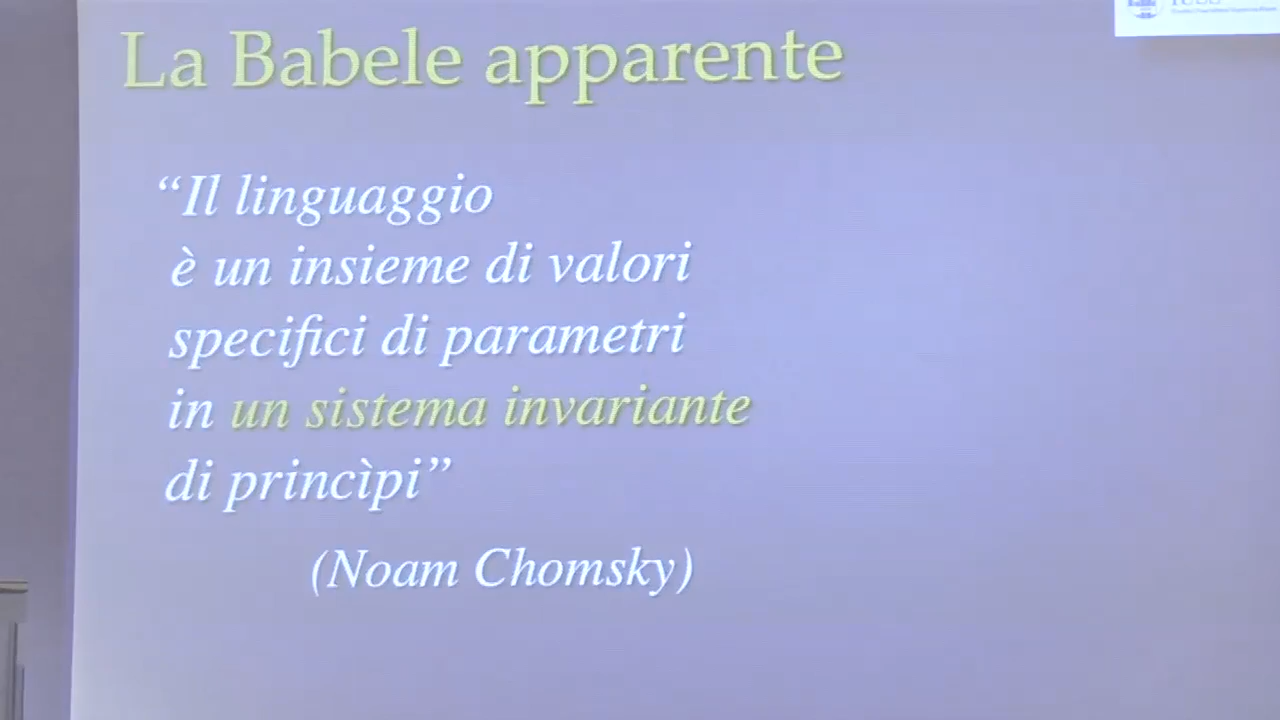 La Babele apparente
“Il linguaggio
è un insieme di valori
specifici di parametri
in un sistema invariante
di princìpi”
(Noam Chomsky)